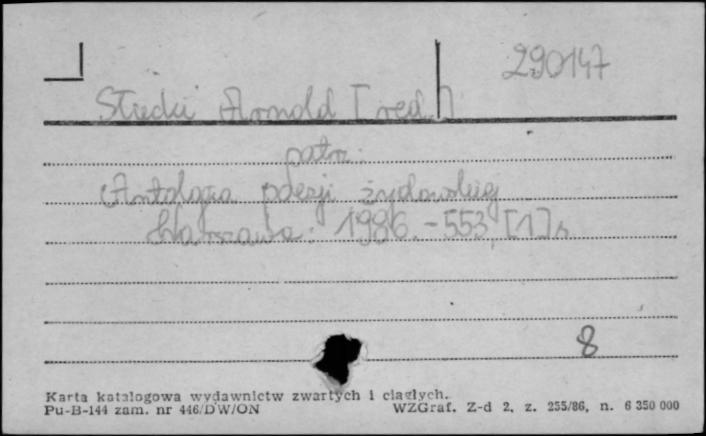 290147
Słucki Arnold [red.]
patrz:
Antologia poezji żydowskiej
Warszawa: 1986. - 553, [1] s.
8
Karta katalogowa wydawnictw zwartych i ciągłych.
Pu-B-144 zam. nr 446/DW/ON WZGraf. Z-d 2, z. 255/86, n. 6 350 000